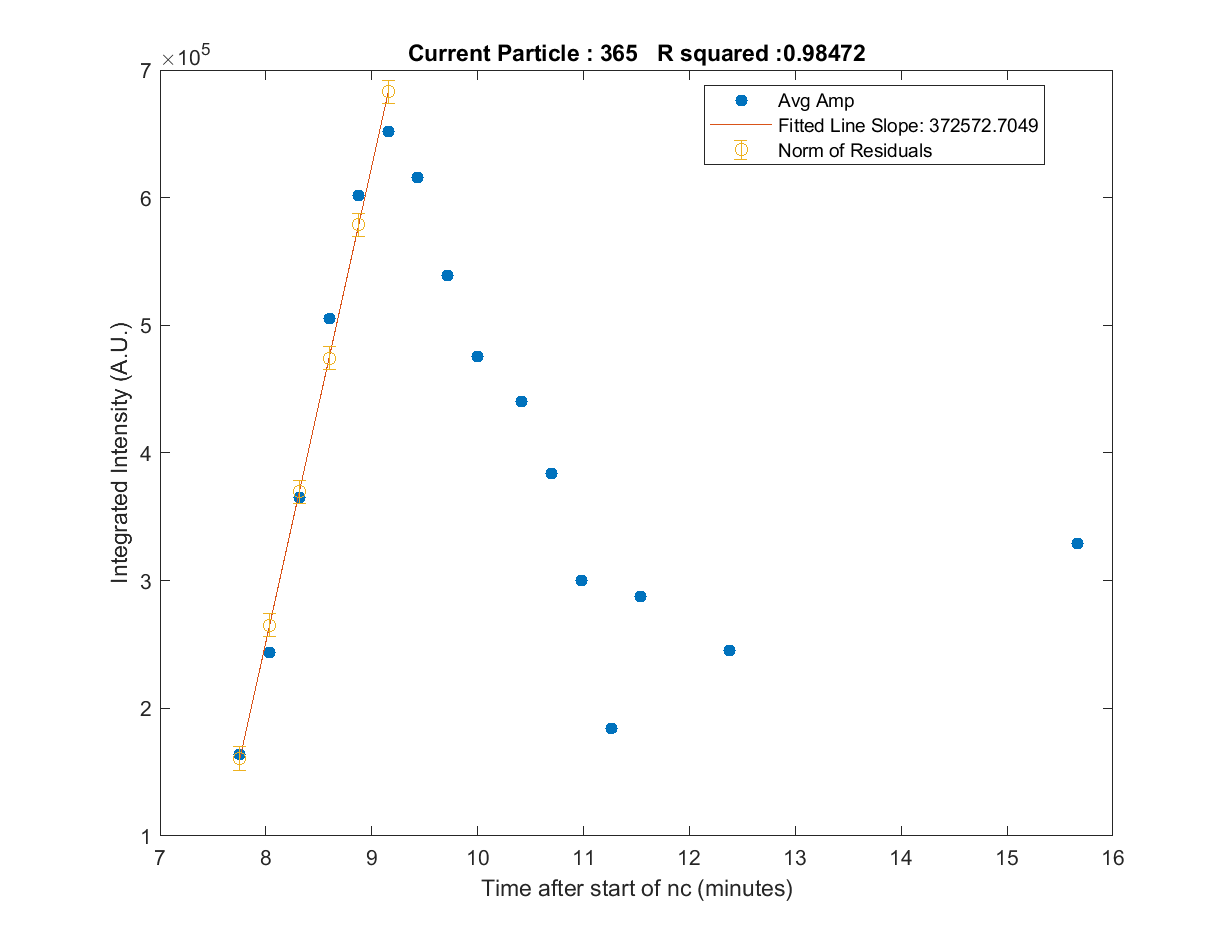 Current Particle : 365 R squared :0.98472
×10^5
Avg Amp
Fitted Line Slope: 372572.7049
Norm of Residuals
7
6
5
4
3
2
1
Integrated Intensity (A.U.)
7 8 9 10 11 12 13 14 15 16
Time after start of nc (minutes)